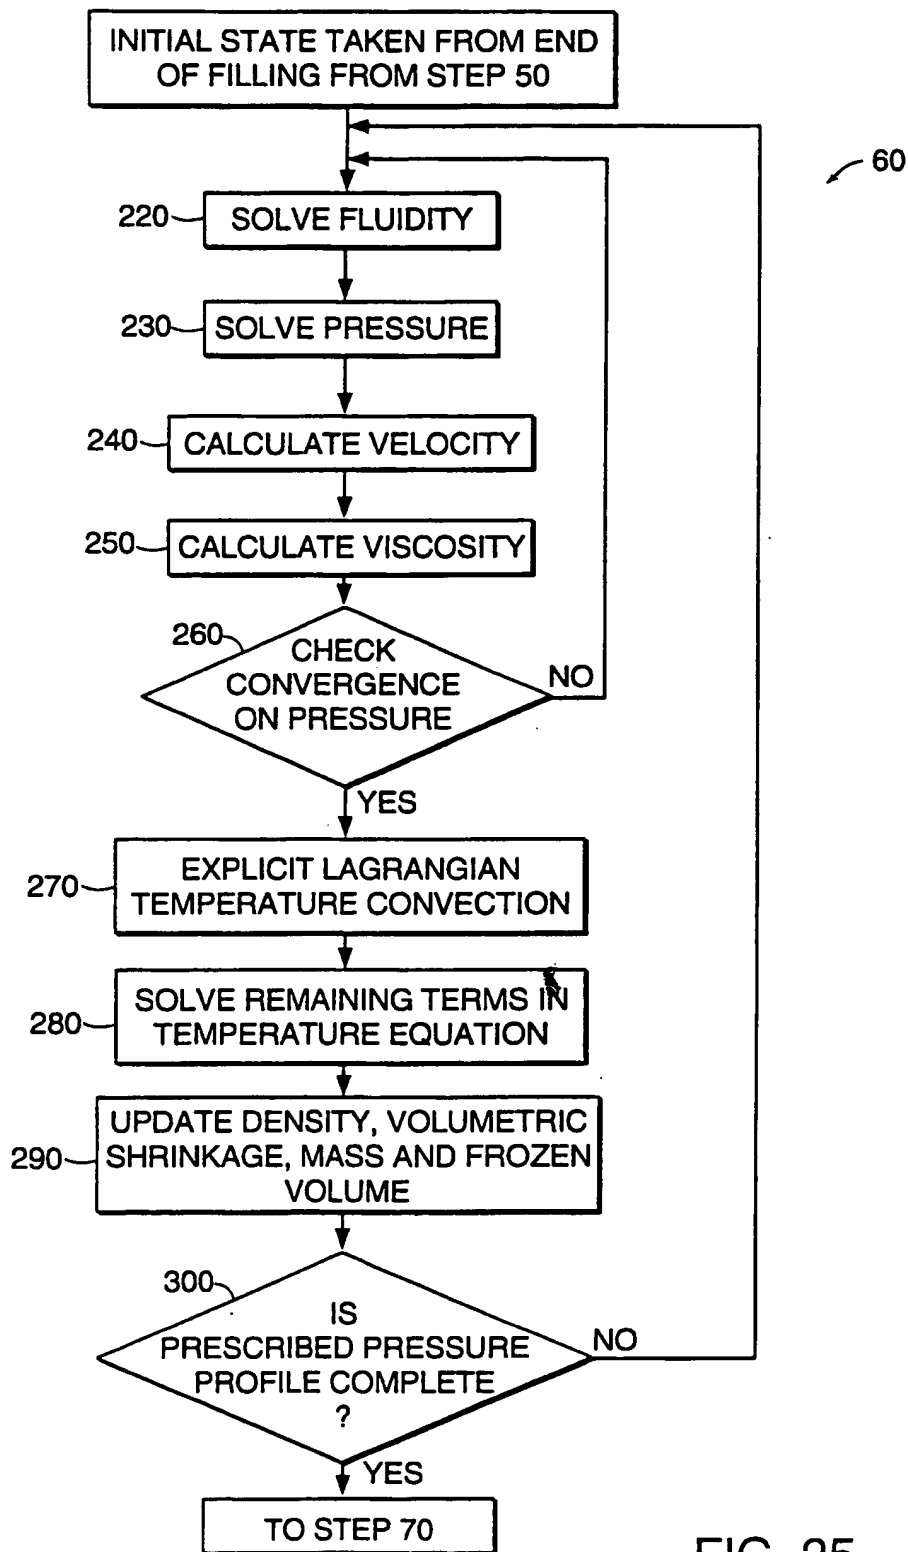 INITIAL STATE TAKEN FROM END
OF FILLING FROM STEP 50
60
220
SOLVE FLUIDITY
230
SOLVE PRESSURE
240
CALCULATE VELOCITY
250
CALCULATE VISCOSITY
260
CHECK
CONVERGENCE
ON PRESSURE
NO
YES
270
EXPLICIT LAGRANGIAN
TEMPERATURE CONVECTION
280
SOLVE REMAINING TERMS IN
TEMPERATURE EQUATION
290
UPDATE DENSITY, VOLUMETRIC
SHRINKAGE, MASS AND FROZEN
VOLUME
300
IS
PRESCRIBED PRESSURE
PROFILE COMPLETE
?
NO
YES
TO STEP 70
FIG. 25